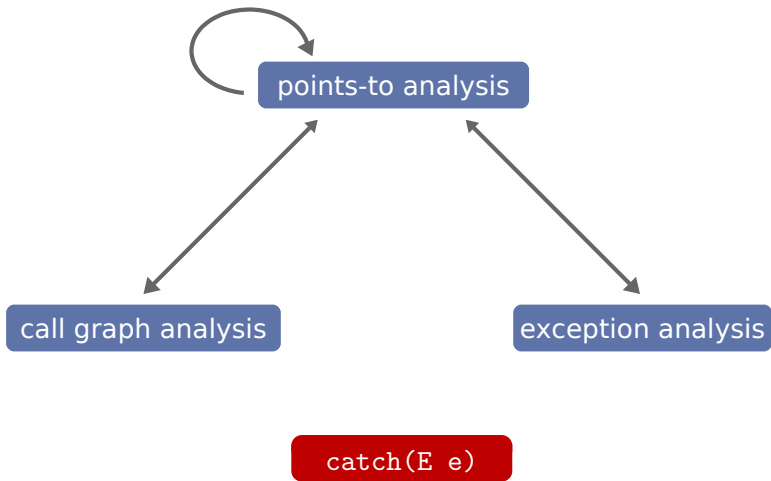 points-to analysis
call graph analysis
exception analysis
catch(E e)